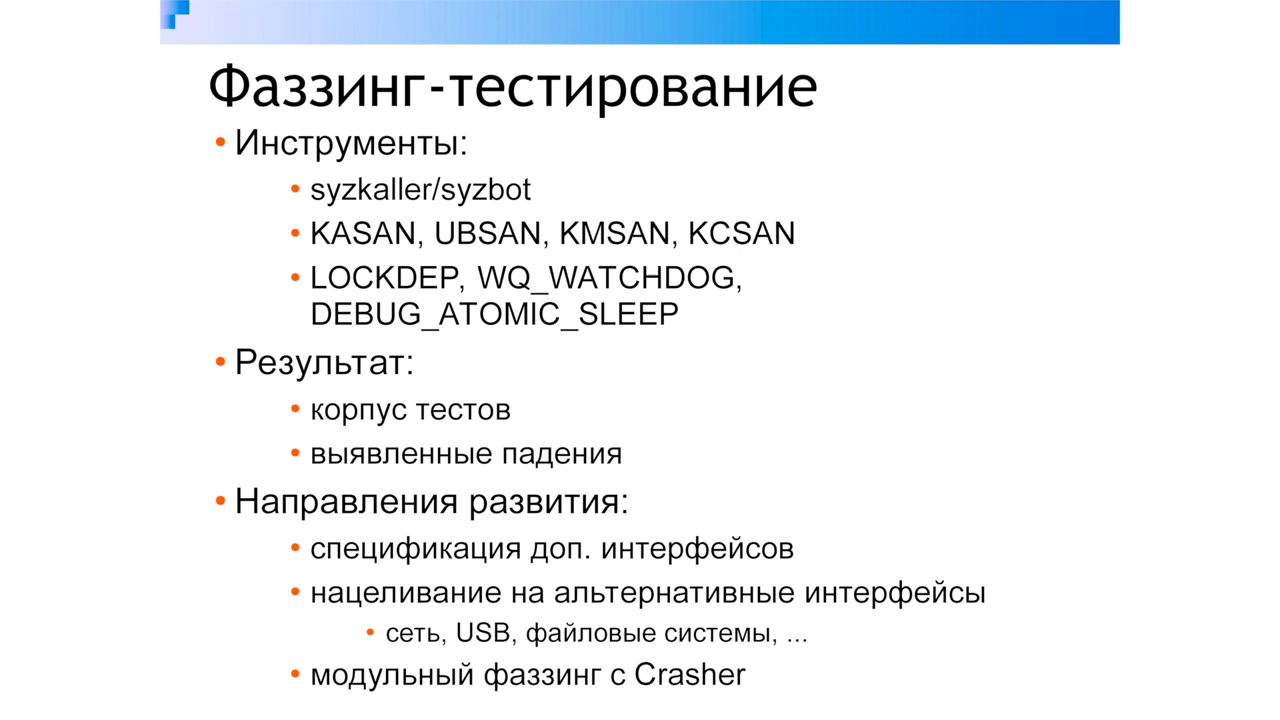 Фаззинг-тестирование
• Инструменты:
• syzkaller/syzbot
• KASAN, UBSAN, KMSAN, KCSAN
• LOCKDEP, WQ_WATCHDOG,
DEBUG_ATOMIC_SLEEP
• Результат:
• корпус тестов
• выявленные падения
• Направления развития:
• спецификация доп. интерфейсов
• нацеливание на альтернативные интерфейсы
• сеть, USB, файловые системы, ...
• модульный фаззинг с Crasher